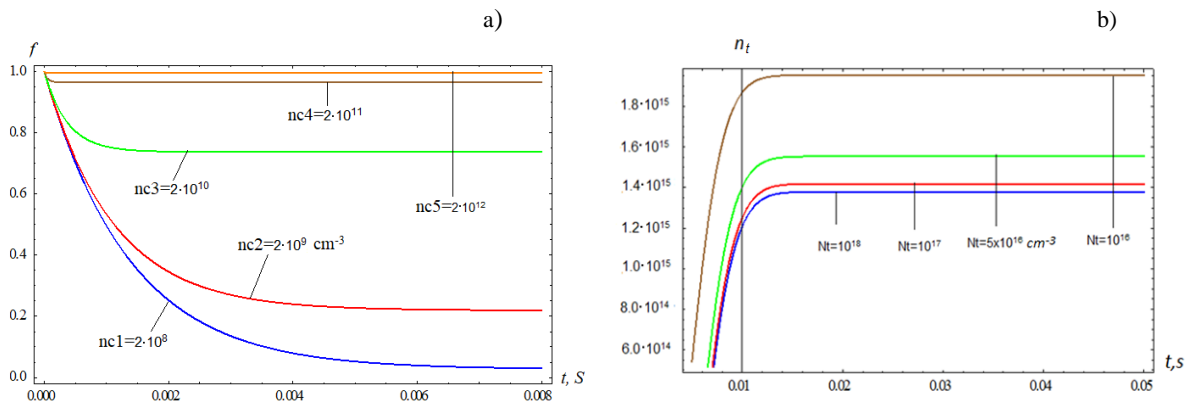 a)
f
1.0
0.8
0.6
0.4
0.2
0.0
nc4=2·10¹¹
nc3=2·10¹⁰
nc5=2·10¹²
nc2=2·10⁹ cm⁻³
nc1=2·10⁸
0.000
0.002
0.004
0.006
0.008
t, S
b)
nₜ
1.8·10¹⁵
1.6·10¹⁵
1.4·10¹⁵
1.2·10¹⁵
1.0·10¹⁵
8.0·10¹⁴
6.0·10¹⁴
Nt=10¹⁸
Nt=10¹⁷
Nt=5x10¹⁶ cm⁻³
Nt=10¹⁶
0.01
0.02
0.03
0.04
0.05
t,s